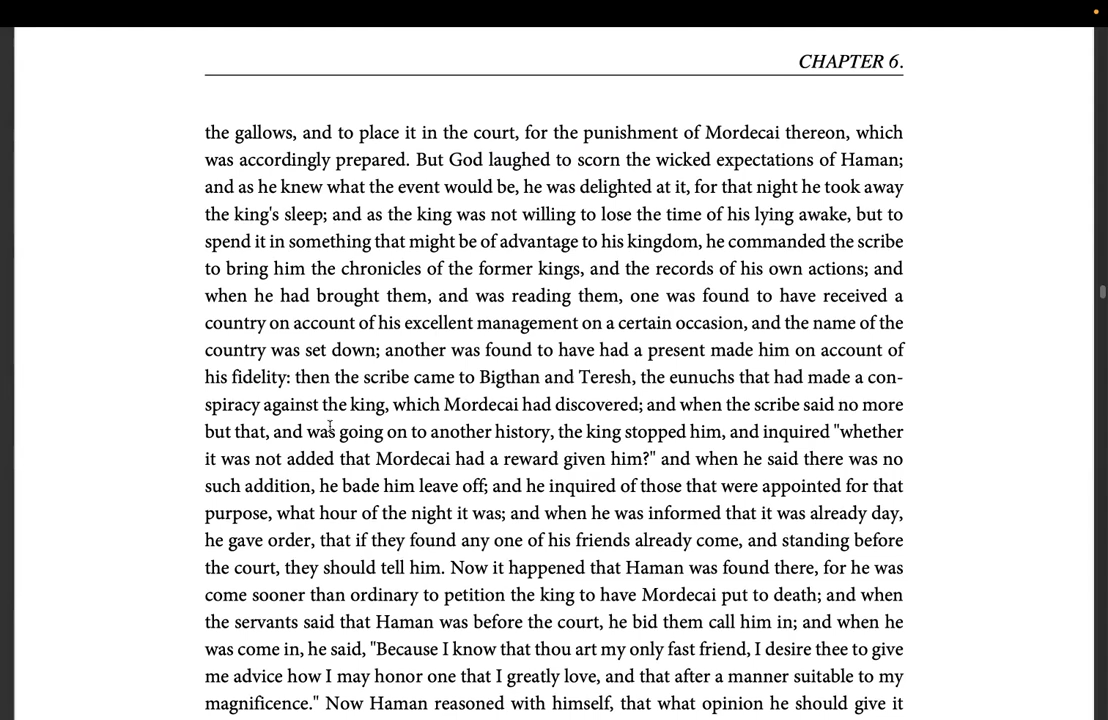 CHAPTER 6.
the gallows, and to place it in the court, for the punishment of Mordecai thereon, which
was accordingly prepared. But God laughed to scorn the wicked expectations of Haman;
and as he knew what the event would be, he was delighted at it, for that night he took away
the king's sleep; and as the king was not willing to lose the time of his lying awake, but to
spend it in something that might be of advantage to his kingdom, he commanded the scribe
to bring him the chronicles of the former kings, and the records of his own actions; and
when he had brought them, and was reading them, one was found to have received a
country on account of his excellent management on a certain occasion, and the name of the
country was set down; another was found to have had a present made him on account of
his fidelity: then the scribe came to Bigthan and Teresh, the eunuchs that had made a con-
spiracy against the king, which Mordecai had discovered; and when the scribe said no more
but that, and was going on to another history, the king stopped him, and inquired "whether
it was not added that Mordecai had a reward given him?" and when he said there was no
such addition, he bade him leave off; and he inquired of those that were appointed for that
purpose, what hour of the night it was; and when he was informed that it was already day,
he gave order, that if they found any one of his friends already come, and standing before
the court, they should tell him. Now it happened that Haman was found there, for he was
come sooner than ordinary to petition the king to have Mordecai put to death; and when
the servants said that Haman was before the court, he bid them call him in; and when he
was come in, he said, "Because I know that thou art my only fast friend, I desire thee to give
me advice how I may honor one that I greatly love, and that after a manner suitable to my
magnificence." Now Haman reasoned with himself, that what opinion he should give it